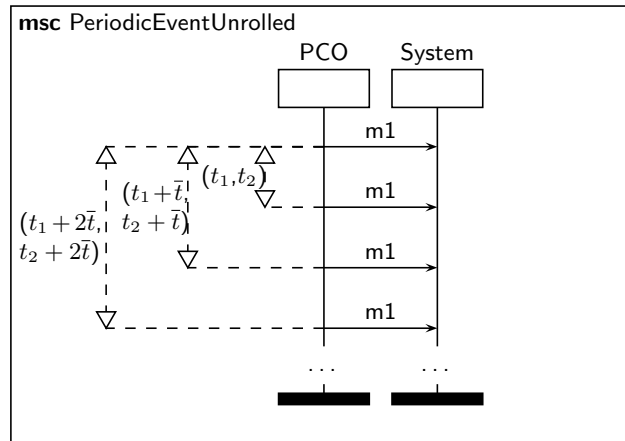 msc PeriodicEventUnrolled
PCO System
m1
(t₁,t₂)
(t₁+t̄,
t₂ + t̄)
m1
(t₁ + 2t̄,
t₂ + 2t̄)
m1
m1
... ...